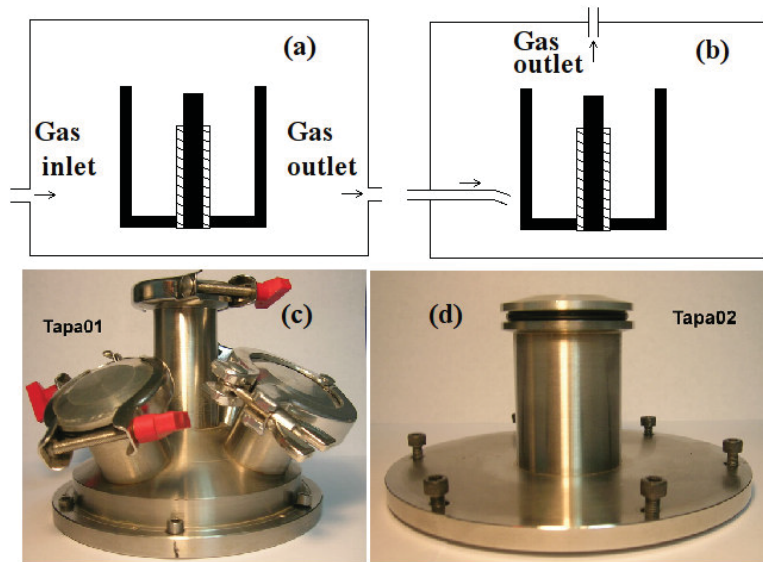 (a)
Gas
inlet
Gas
outlet
Gas
outlet
(b)
Tapa01
(c)
(d)
Tapa02